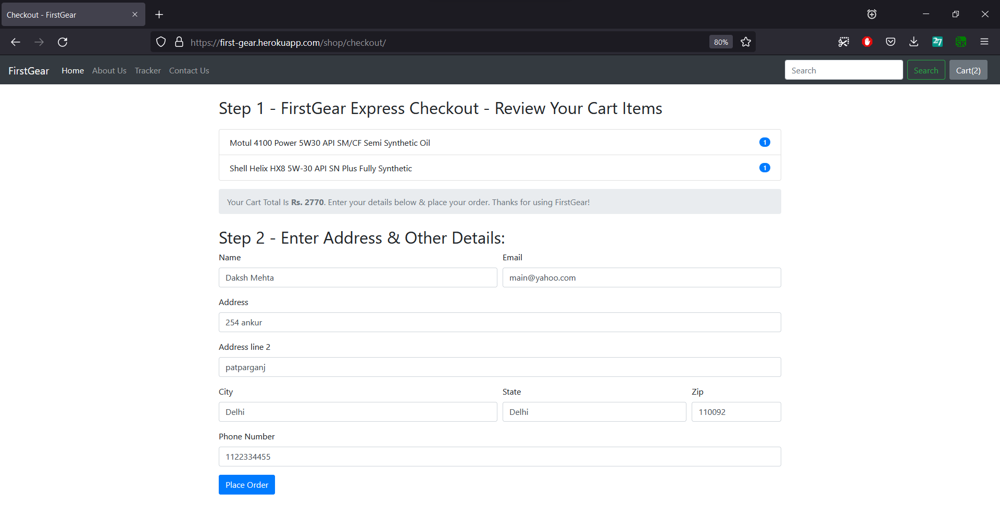 Checkout - FirstGear
https://first-gear.herokuapp.com/shop/checkout/
80%
27
SK
FirstGear Home About Us Tracker Contact Us Search Search Cart(2)
Step 1 - FirstGear Express Checkout - Review Your Cart Items
Motul 4100 Power 5W30 API SM/CF Semi Synthetic Oil 1
Shell Helix HX8 5W-30 API SN Plus Fully Synthetic 1
Your Cart Total Is Rs. 2770. Enter your details below & place your order. Thanks for using FirstGear!
Step 2 - Enter Address & Other Details:
Name Email
Daksh Mehta main@yahoo.com
Address
254 ankur
Address line 2
patparganj
City State Zip
Delhi Delhi 110092
Phone Number
1122334455
Place Order